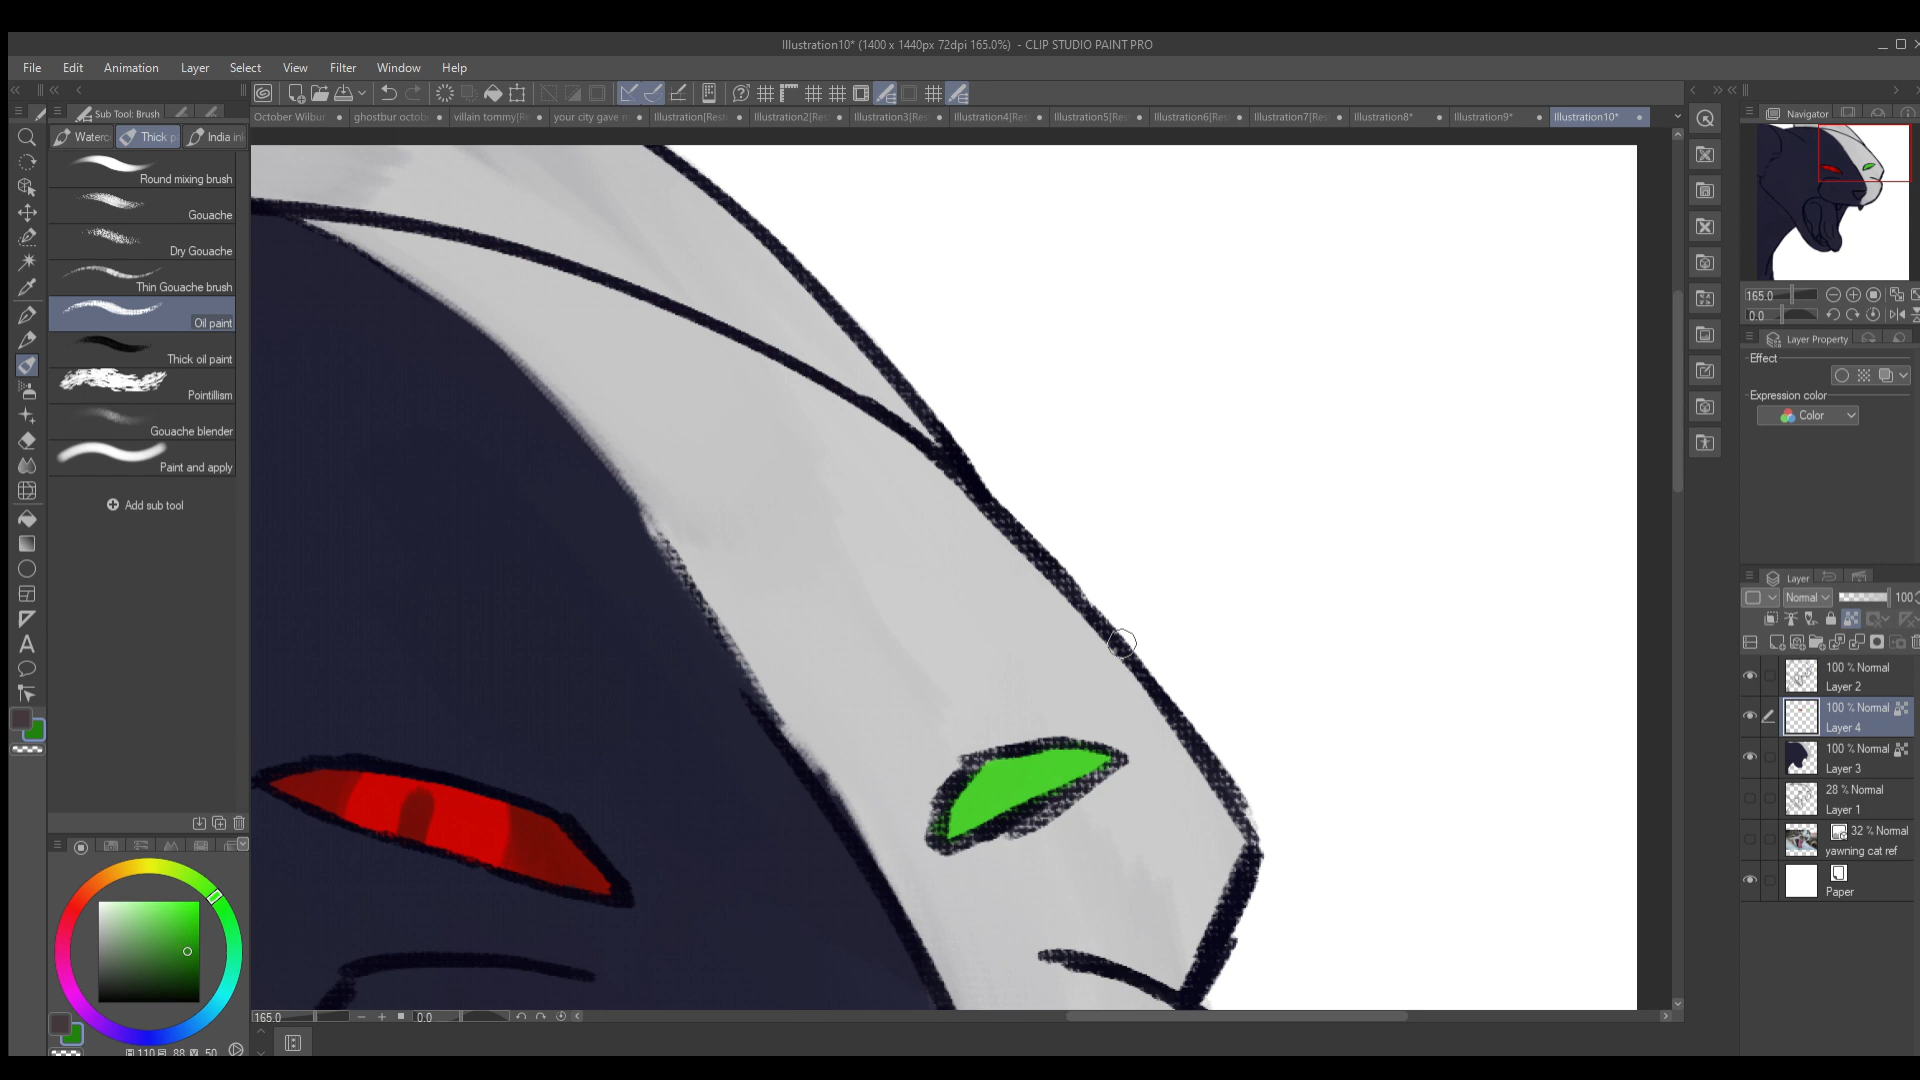 Illustration10* (1400 x 1440px 72dpi 165.0%) - CLIP STUDIO PAINT PRO
File Edit Animation Layer Select View Filter Window Help
Sub Tool: Brush
October Wilbur ghostbur octob villain tommy[R your city gave Illustration[Rest Illustration2[Res Illustration3[Res Illustration4[Res Illustration5[Res Illustration6[Res Illustration7[Res Illustration8* Illustration9* Illustration10*
Navigator
Waterc Thick p India in
Round mixing brush
Gouache
Dry Gouache
Thin Gouache brush
Oil paint
Thick oil paint
Pointillism
Gouache blender
Paint and apply
Add sub tool
165.0
0.0
Layer Property
Effect
Expression color
Color
Layer
Normal 100
100 % Normal
Layer 2
100 % Normal
Layer 4
100 % Normal
Layer 3
28 % Normal
Layer 1
32 % Normal
yawning cat ref
Paper
165.0 0.0
110 88 50